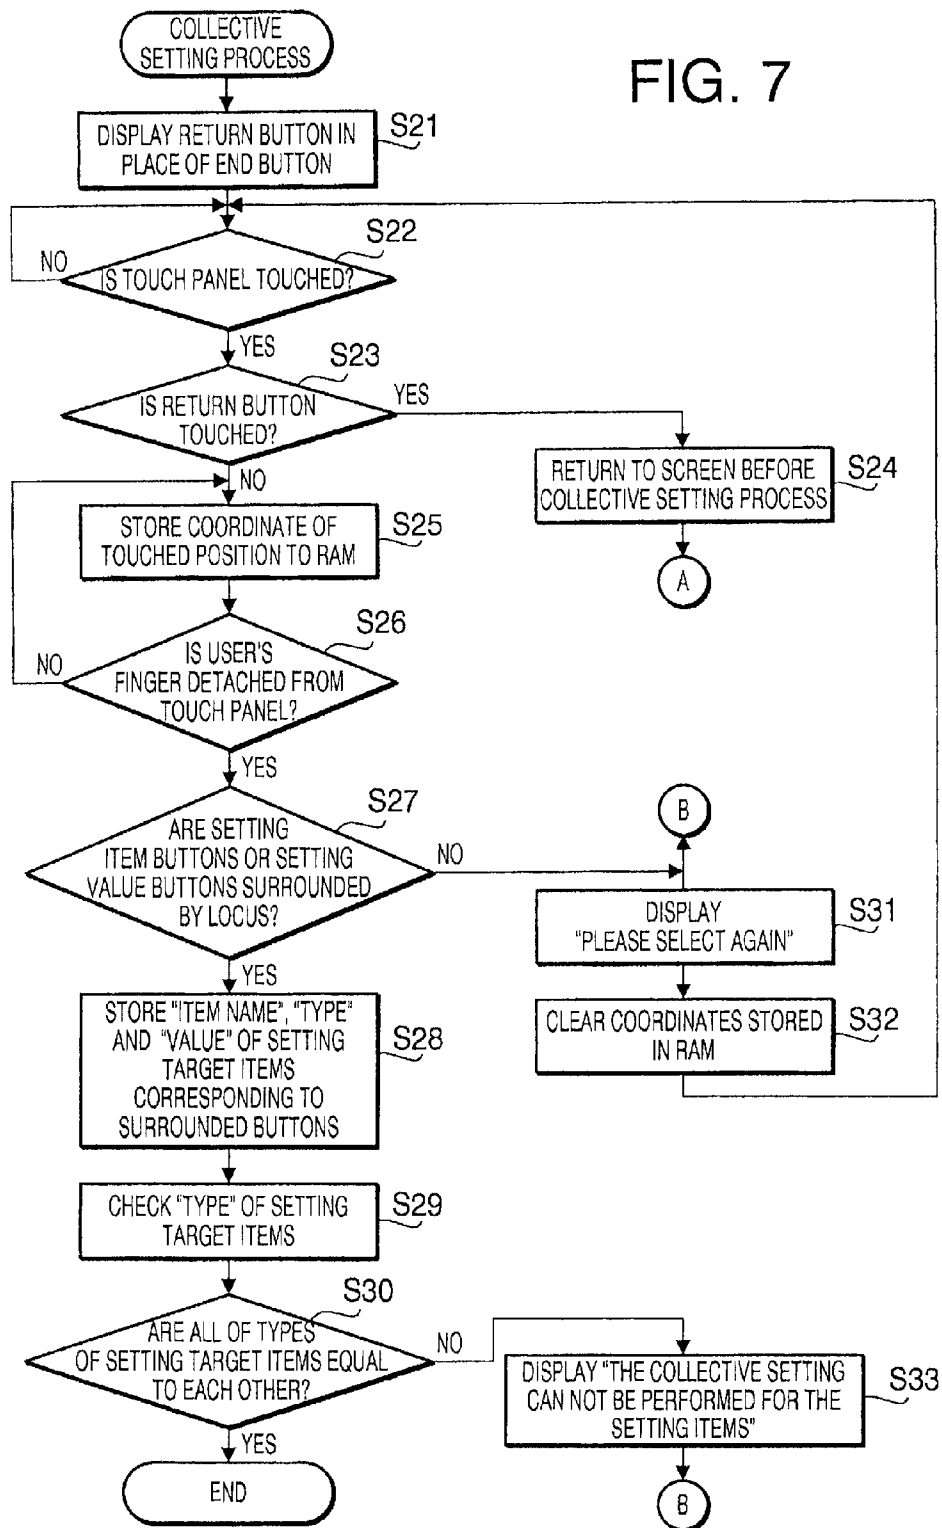 COLLECTIVE
SETTING PROCESS
FIG. 7
DISPLAY RETURN BUTTON IN
PLACE OF END BUTTON
S21
S22
NO
IS TOUCH PANEL TOUCHED?
YES
S23
IS RETURN BUTTON
TOUCHED?
YES
NO
RETURN TO SCREEN BEFORE
COLLECTIVE SETTING PROCESS
S24
A
STORE COORDINATE OF
TOUCHED POSITION TO RAM
S25
S26
NO
IS USER'S
FINGER DETACHED FROM
TOUCH PANEL?
YES
S27
ARE SETTING
ITEM BUTTONS OR SETTING
VALUE BUTTONS SURROUNDED
BY LOCUS?
NO
YES
B
DISPLAY
"PLEASE SELECT AGAIN"
S31
CLEAR COORDINATES STORED
IN RAM
S32
STORE "ITEM NAME", "TYPE"
AND "VALUE" OF SETTING
TARGET ITEMS
CORRESPONDING TO
SURROUNDED BUTTONS
S28
CHECK "TYPE" OF SETTING
TARGET ITEMS
S29
S30
ARE ALL OF TYPES
OF SETTING TARGET ITEMS EQUAL
TO EACH OTHER?
NO
YES
DISPLAY "THE COLLECTIVE SETTING
CAN NOT BE PERFORMED FOR THE
SETTING ITEMS"
S33
END
B